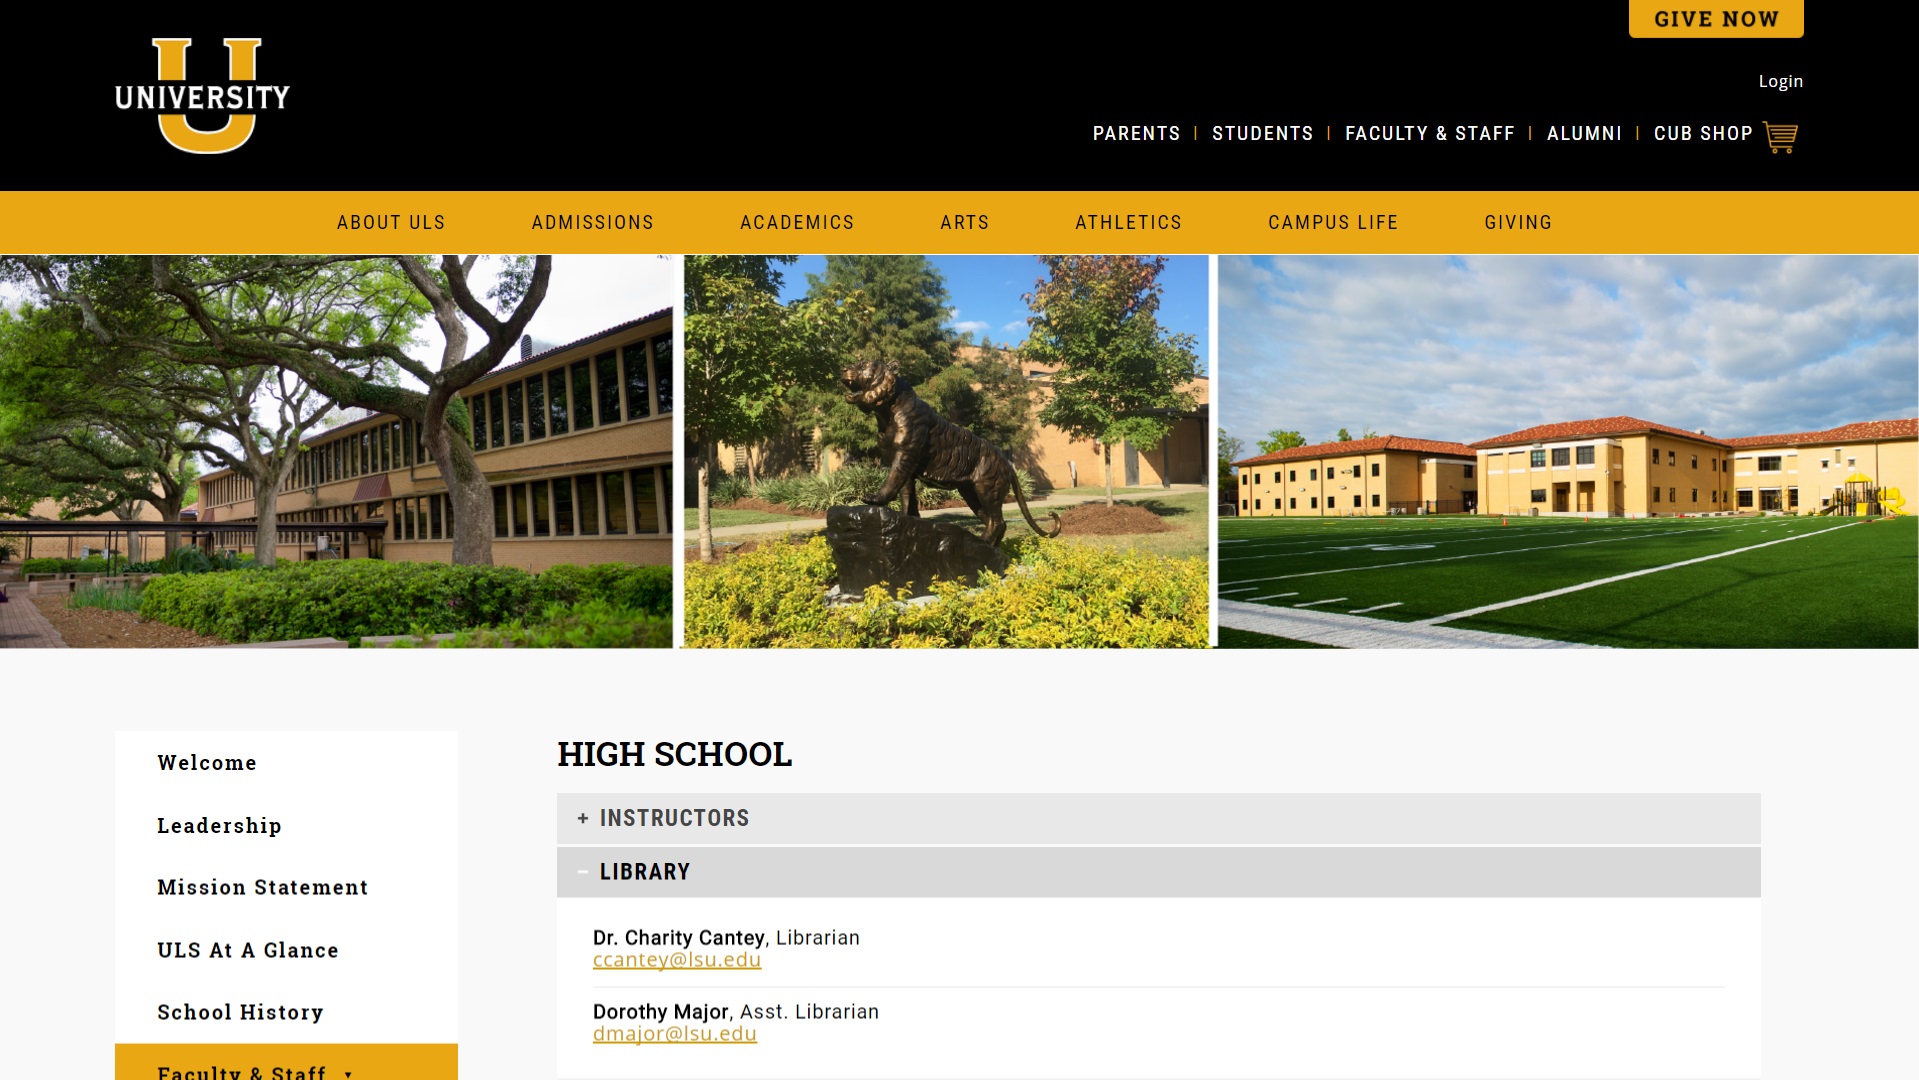 GIVE NOW
UNIVERSITY
Login
PARENTS | STUDENTS | FACULTY & STAFF | ALUMNI | CUB SHOP
ABOUT ULS ADMISSIONS ACADEMICS ARTS ATHLETICS CAMPUS LIFE GIVING
Welcome
Leadership
Mission Statement
ULS At A Glance
School History
Faculty & Staff
HIGH SCHOOL
+ INSTRUCTORS
− LIBRARY
Dr. Charity Cantey, Librarian
ccantey@lsu.edu
Dorothy Major, Asst. Librarian
dmajor@lsu.edu